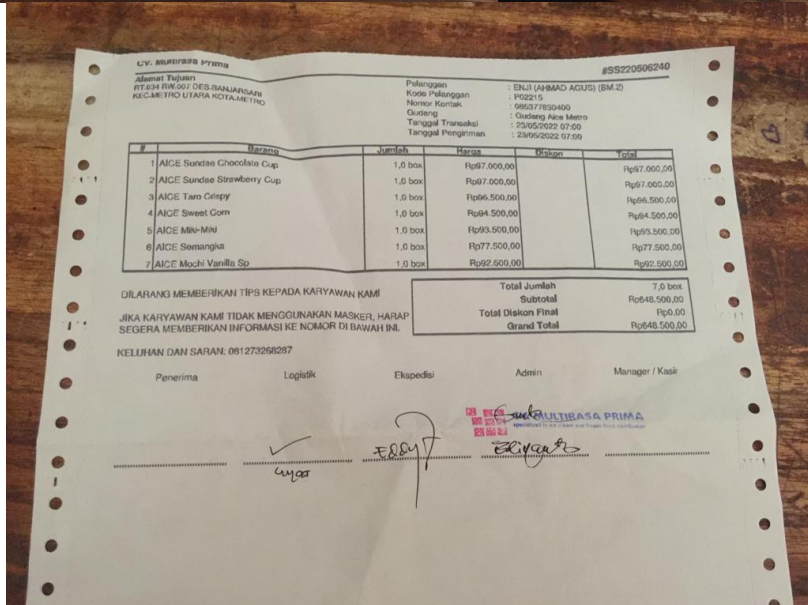 CV. Multirasa Prima
#SS220506240
Alamat Tujuan
RT.034 RW.007 DES.BANJARSARI
KEC.METRO UTARA KOTA.METRO
Pelanggan : ENJI (AHMAD AGUS) (BM.2)
Kode Pelanggan : P02215
Nomor Kontak : 085377830400
Gudang : Gudang Aice Metro
Tanggal Transaksi : 23/05/2022 07:00
Tanggal Pengiriman : 23/05/2022 07:00
# Barang Jumlah Harga Diskon Total
1 AICE Sundae Chocolate Cup 1,0 box Rp97.000,00 Rp97.000,00
2 AICE Sundae Strawberry Cup 1,0 box Rp97.000,00 Rp97.000,00
3 AICE Taro Crispy 1,0 box Rp96.500,00 Rp96.500,00
4 AICE Sweet Corn 1,0 box Rp94.500,00 Rp94.500,00
5 AICE Miki-Miki 1,0 box Rp93.500,00 Rp93.500,00
6 AICE Semangka 1,0 box Rp77.500,00 Rp77.500,00
7 AICE Mochi Vanilla Sp 1,0 box Rp92.500,00 Rp92.500,00
Total Jumlah 7,0 box
Subtotal Rp648.500,00
Total Diskon Final Rp0,00
Grand Total Rp648.500,00
DILARANG MEMBERIKAN TIPS KEPADA KARYAWAN KAMI
JIKA KARYAWAN KAMI TIDAK MENGGUNAKAN MASKER, HARAP
SEGERA MEMBERIKAN INFORMASI KE NOMOR DI BAWAH INI.
KELUHAN DAN SARAN: 081273268287
Penerima Logistik Ekspedisi Admin Manager / Kasir
MULTIRASA PRIMA
specialized in ice cream and frozen food distribution
EDDY